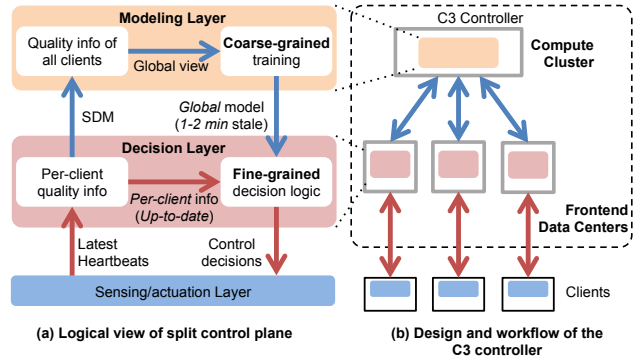 Modeling Layer
Quality info of
all clients
Global view
Coarse-grained
training
SDM
Global model
(1-2 min stale)
Decision Layer
Per-client
quality info
Per-client info
(Up-to-date)
Fine-grained
decision logic
Latest
Heartbeats
Control
decisions
Sensing/actuation Layer
(a) Logical view of split control plane
C3 Controller
Compute
Cluster
Frontend
Data Centers
Clients
(b) Design and workflow of the
C3 controller